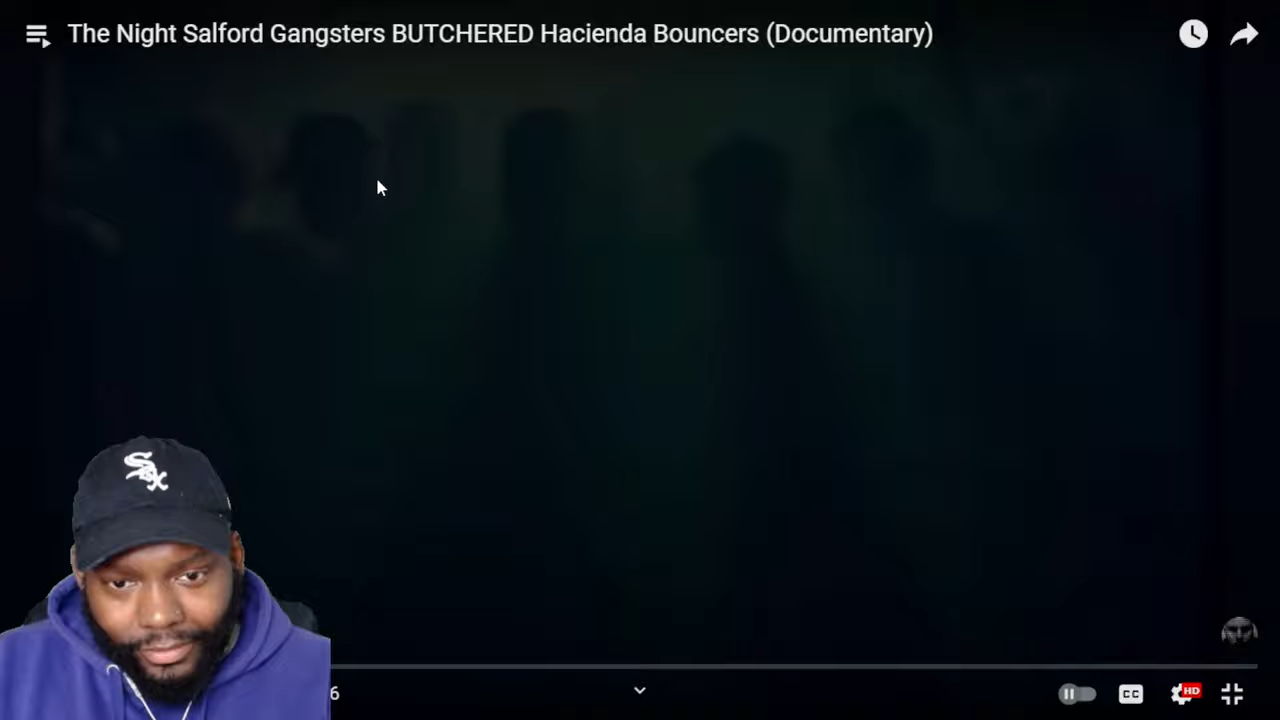 The Night Salford Gangsters BUTCHERED Hacienda Bouncers (Documentary)
Sox
6
CC
HD